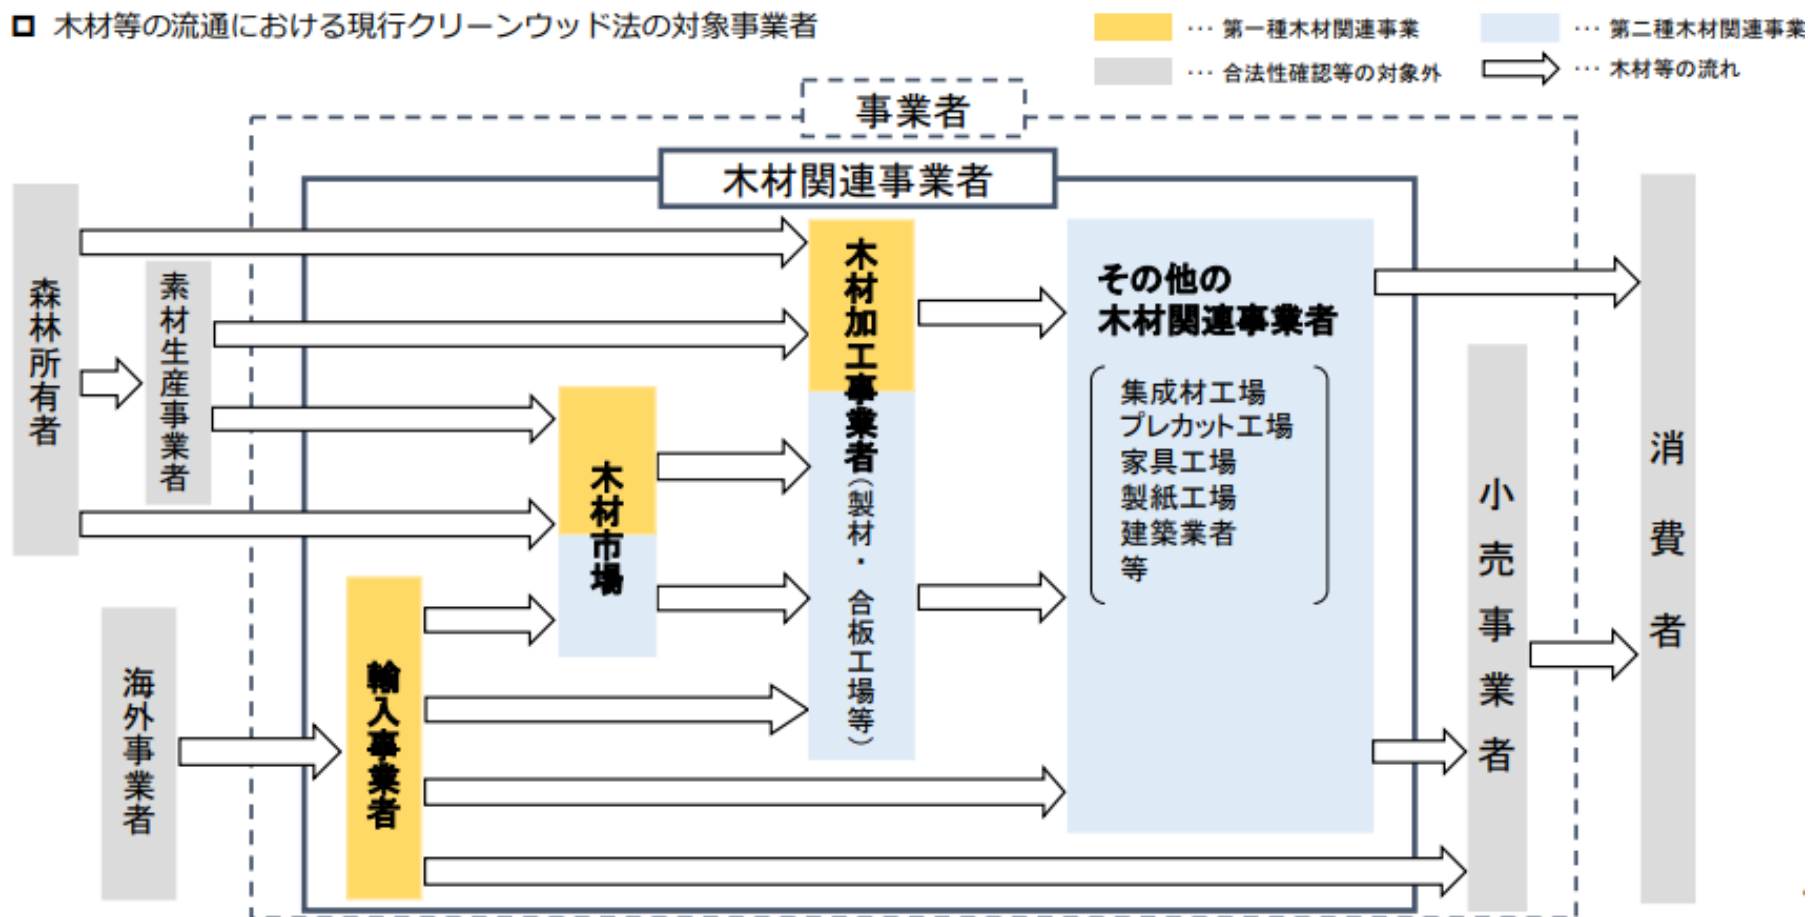 木材等の流通における現行クリーンウッド法の対象事業者
… 第一種木材関連事業
… 第二種木材関連事業
… 合法性確認等の対象外
… 木材等の流れ
事業者
木材関連事業者
森林所有者
素材生産事業者
海外事業者
輸入事業者
木材市場
木材加工事業者（製材・合板工場等）
その他の
木材関連事業者
集成材工場
プレカット工場
家具工場
製紙工場
建築業者
等
小売事業者
消費者